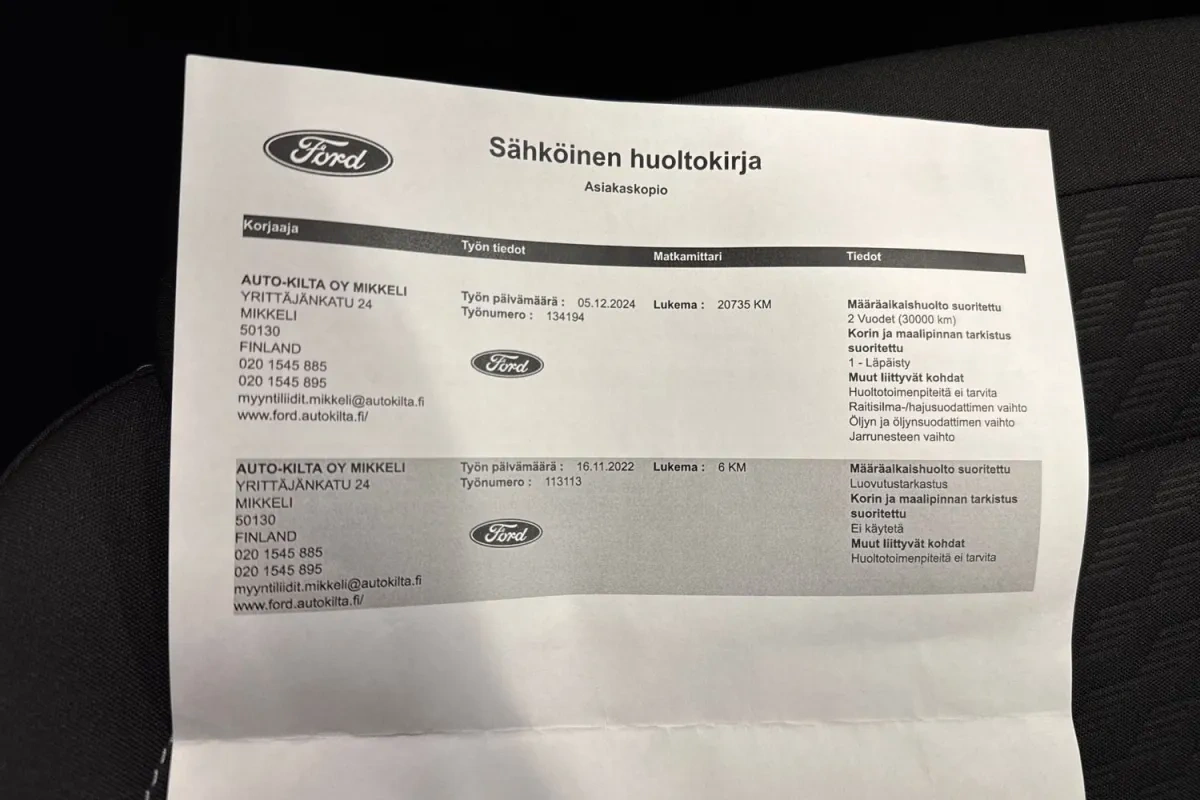 Ford
Sähköinen huoltokirja
Asiakaskopio
Korjaaja Työn tiedot Matkamittari Tiedot
AUTO-KILTA OY MIKKELI
YRITTÄJÄNKATU 24
MIKKELI
50130
FINLAND
020 1545 885
020 1545 895
myyntiliidit.mikkeli@autokilta.fi
www.ford.autokilta.fi/
Työn päivämäärä : 05.12.2024
Työnumero : 134194
Ford
Lukema : 20735 KM
Määräaikaishuolto suoritettu
2 Vuodet (30000 km)
Korin ja maalipinnan tarkistus
suoritettu
1 - Läpäisty
Muut liittyvät kohdat
Huoltotoimenpiteitä ei tarvita
Raitisilma-/hajusuodattimen vaihto
Öljyn ja öljynsuodattimen vaihto
Jarrunesteen vaihto
AUTO-KILTA OY MIKKELI
YRITTÄJÄNKATU 24
MIKKELI
50130
FINLAND
020 1545 885
020 1545 895
myyntiliidit.mikkeli@autokilta.fi
www.ford.autokilta.fi/
Työn päivämäärä : 16.11.2022
Työnumero : 113113
Ford
Lukema : 6 KM
Määräaikaishuolto suoritettu
Luovutustarkastus
Korin ja maalipinnan tarkistus
suoritettu
Ei käytetä
Muut liittyvät kohdat
Huoltotoimenpiteitä ei tarvita